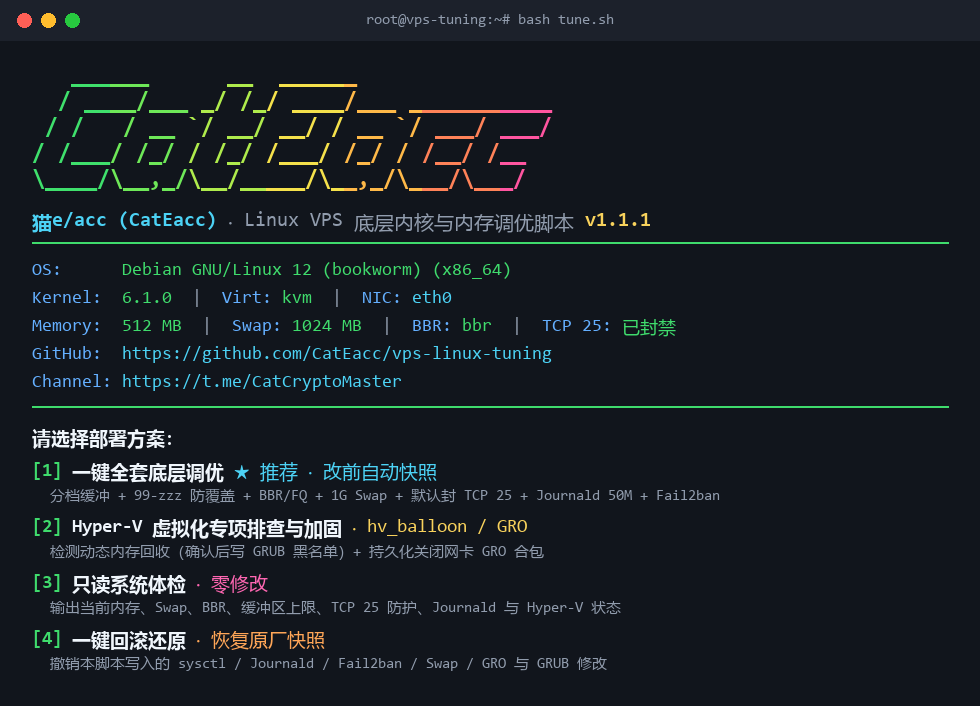 root@vps-tuning:~# bash tune.sh
CatEacc
猫e/acc (CatEacc) · Linux VPS 底层内核与内存调优脚本 v1.1.1
OS: Debian GNU/Linux 12 (bookworm) (x86_64)
Kernel: 6.1.0 | Virt: kvm | NIC: eth0
Memory: 512 MB | Swap: 1024 MB | BBR: bbr | TCP 25: 已封禁
GitHub: https://github.com/CatEacc/vps-linux-tuning
Channel: https://t.me/CatCryptoMaster
请选择部署方案:
[1] 一键全套底层调优 ★ 推荐 · 改前自动快照
分档缓冲 + 99-zzz 防覆盖 + BBR/FQ + 1G Swap + 默认封 TCP 25 + Journald 50M + Fail2ban
[2] Hyper-V 虚拟化专项排查与加固 · hv_balloon / GRO
检测动态内存回收 (确认后写 GRUB 黑名单) + 持久化关闭网卡 GRO 合包
[3] 只读系统体检 · 零修改
输出当前内存、Swap、BBR、缓冲区上限、TCP 25 防护、Journald 与 Hyper-V 状态
[4] 一键回滚还原 · 恢复原厂快照
撤销本脚本写入的 sysctl / Journald / Fail2ban / Swap / GRO 与 GRUB 修改